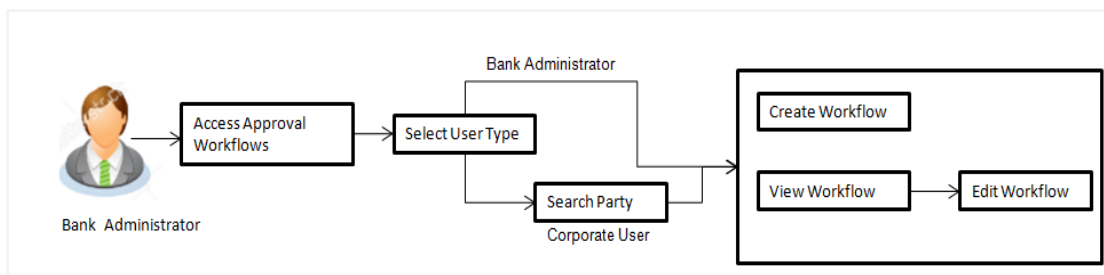 Bank Administrator
Access Approval
Workflows
Select User Type
Search Party
Corporate User
Create Workflow
View Workflow
Edit Workflow
Bank Administrator